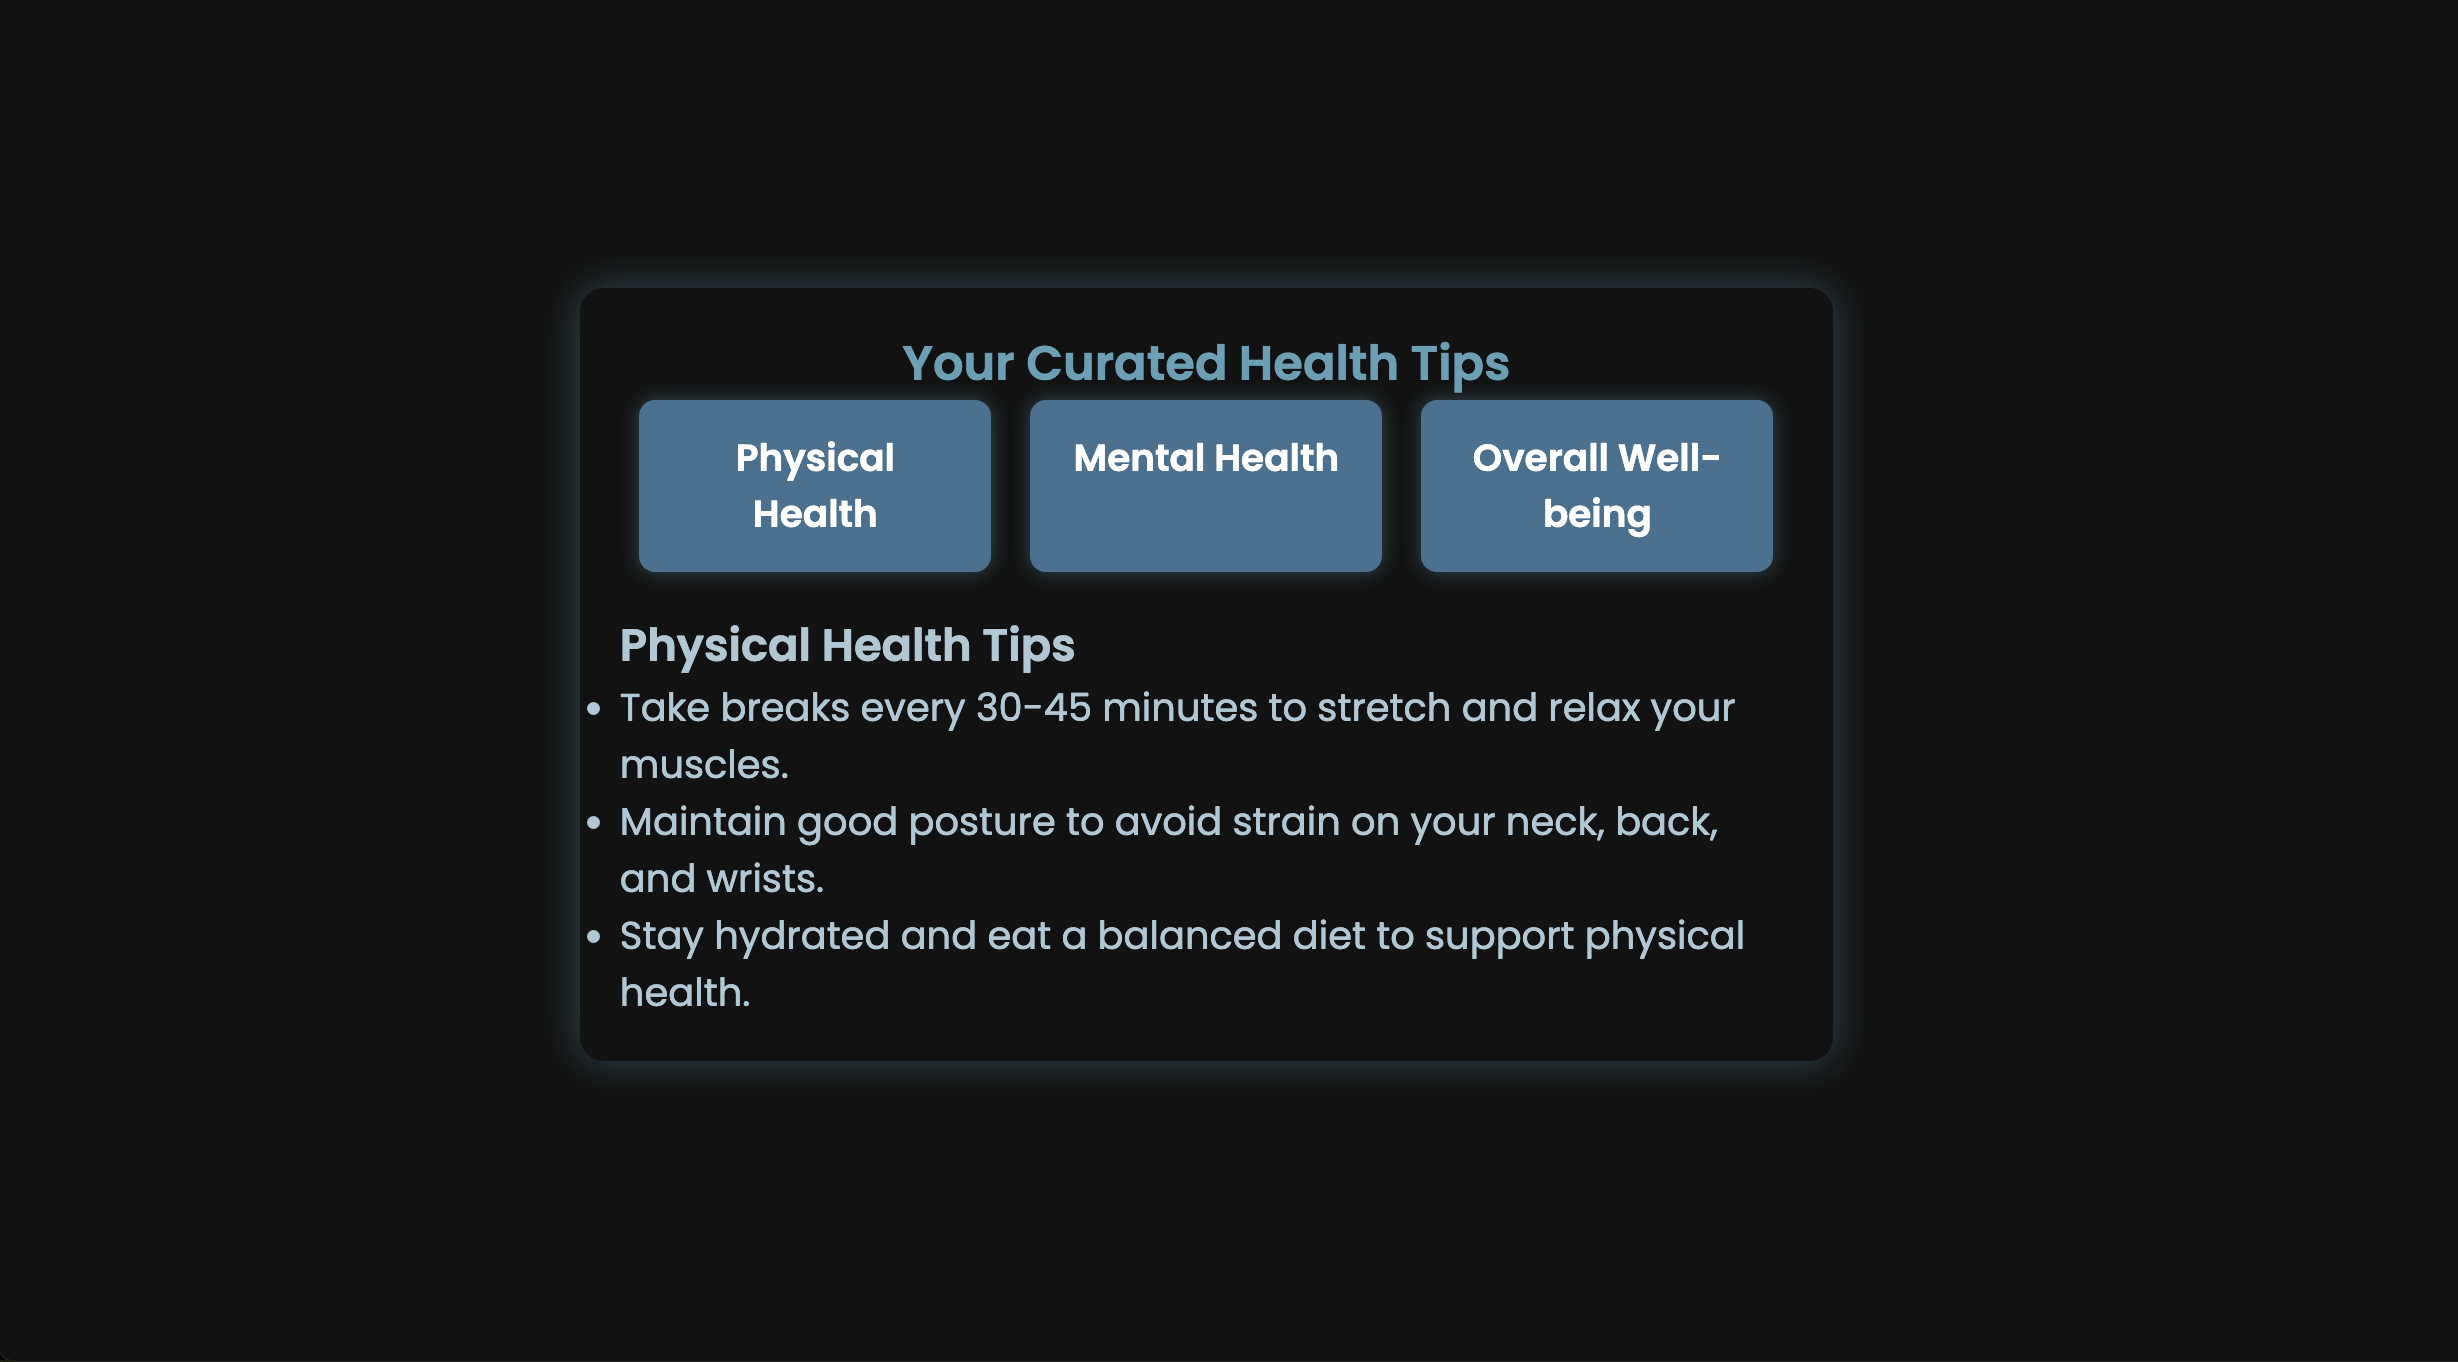 Your Curated Health Tips
Physical
Health
Mental Health
Overall Well-
being
Physical Health Tips
• Take breaks every 30-45 minutes to stretch and relax your
muscles.
• Maintain good posture to avoid strain on your neck, back,
and wrists.
• Stay hydrated and eat a balanced diet to support physical
health.